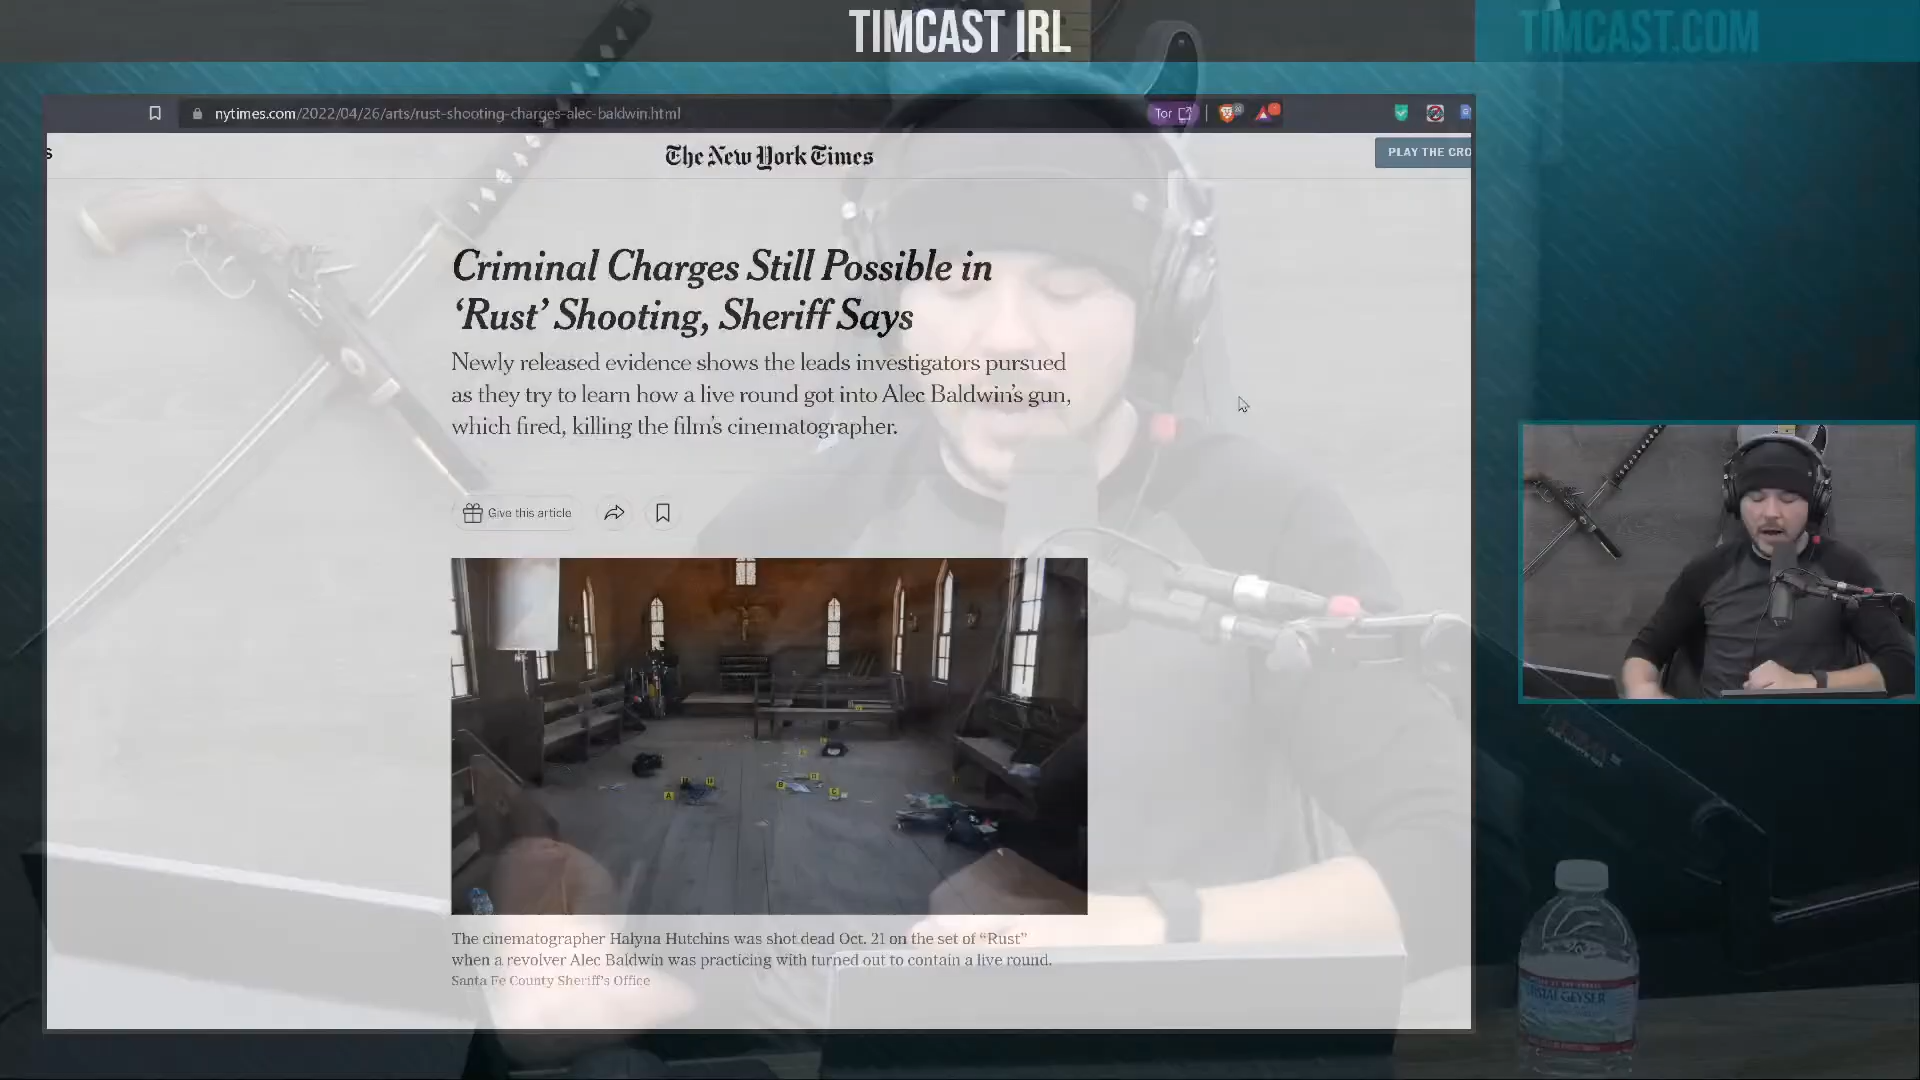 TIMCAST IRL
TIMCAST.COM
nytimes.com/2022/04/26/arts/rust-shooting-charges-alec-baldwin.html
Tor
s
The New York Times
PLAY THE CRO
Criminal Charges Still Possible in
‘Rust’ Shooting, Sheriff Says
Newly released evidence shows the leads investigators pursued
as they try to learn how a live round got into Alec Baldwin’s gun,
which fired, killing the film’s cinematographer.
Give this article
The cinematographer Halyna Hutchins was shot dead Oct. 21 on the set of “Rust”
when a revolver Alec Baldwin was practicing with turned out to contain a live round.
Santa Fe County Sheriff’s Office
GEYSER